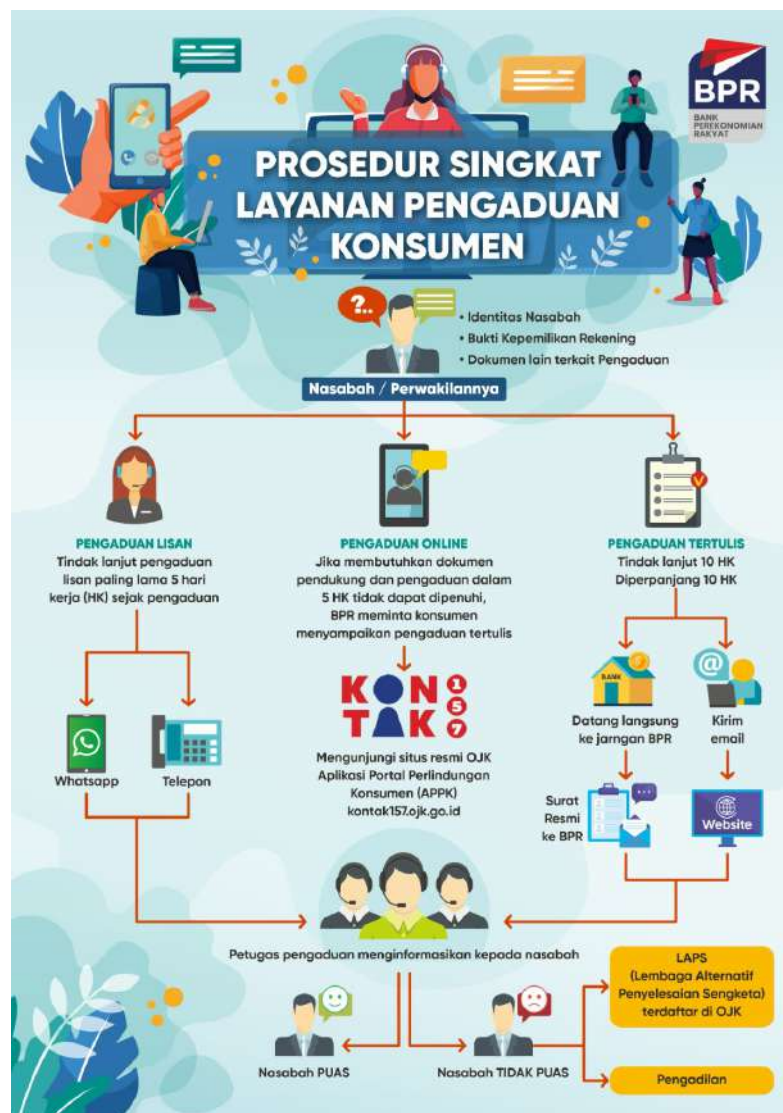 BPR
BANK
PEREKONOMIAN
RAKYAT
PROSEDUR SINGKAT
LAYANAN PENGADUAN
KONSUMEN
?..
• Identitas Nasabah
• Bukti Kepemilikan Rekening
• Dokumen lain terkait Pengaduan
Nasabah / Perwakilannya
PENGADUAN LISAN
Tindak lanjut pengaduan
lisan paling lama 5 hari
kerja (HK) sejak pengaduan
Whatsapp
Telepon
PENGADUAN ONLINE
Jika membutuhkan dokumen
pendukung dan pengaduan dalam
5 HK tidak dapat dipenuhi,
BPR meminta konsumen
menyampaikan pengaduan tertulis
KONTAK 157
Mengunjungi situs resmi OJK
Aplikasi Portal Perlindungan
Konsumen (APPK)
kontak157.ojk.go.id
PENGADUAN TERTULIS
Tindak lanjut 10 HK
Diperpanjang 10 HK
BANK
Datang langsung
ke jarngan BPR
@
Kirim
email
Surat
Resmi
ke BPR
Website
Petugas pengaduan menginformasikan kepada nasabah
Nasabah PUAS
Nasabah TIDAK PUAS
LAPS
(Lembaga Alternatif
Penyelesaian Sengketa)
terdaftar di OJK
Pengadilan